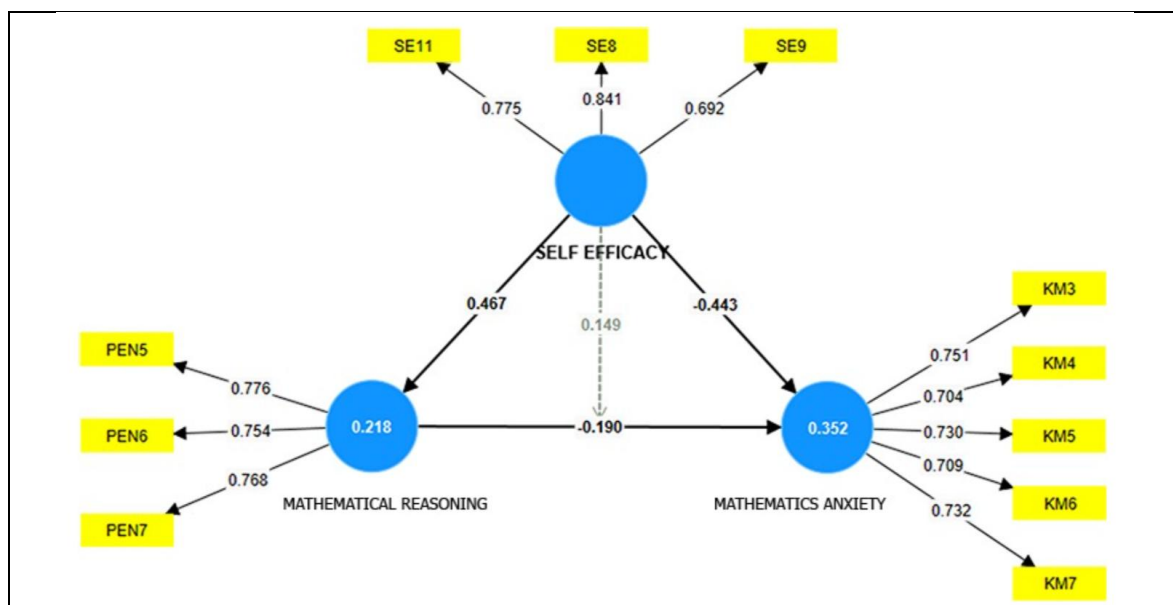 SE11
SE8
SE9
0.775
0.841
0.692
SELF EFFICACY
0.467
-0.443
0.149
KM3
PEN5
0.751
KM4
0.776
0.704
PEN6
0.754
0.218
-0.190
0.352
0.730
KM5
0.768
0.709
MATHEMATICAL REASONING
MATHEMATICS ANXIETY
KM6
0.732
PEN7
KM7